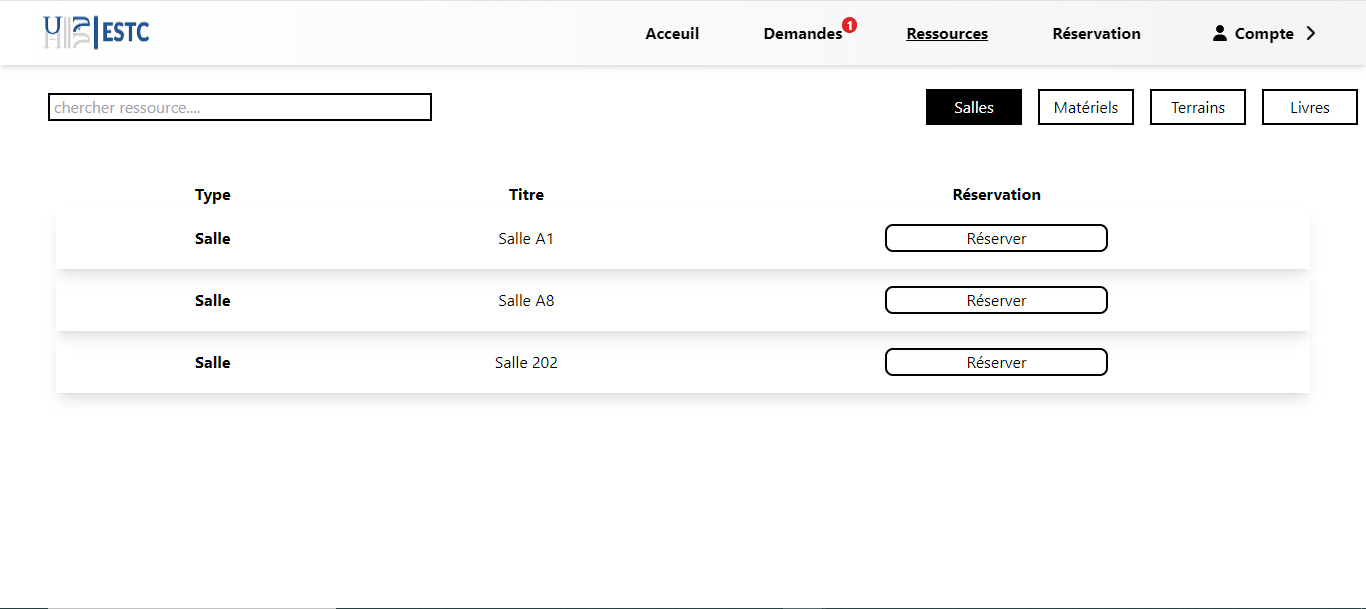 UH2C ESTC Acceuil Demandes 1 Ressources Réservation Compte
chercher ressource.... Salles Matériels Terrains Livres
Type Titre Réservation
Salle Salle A1 Réserver
Salle Salle A8 Réserver
Salle Salle 202 Réserver